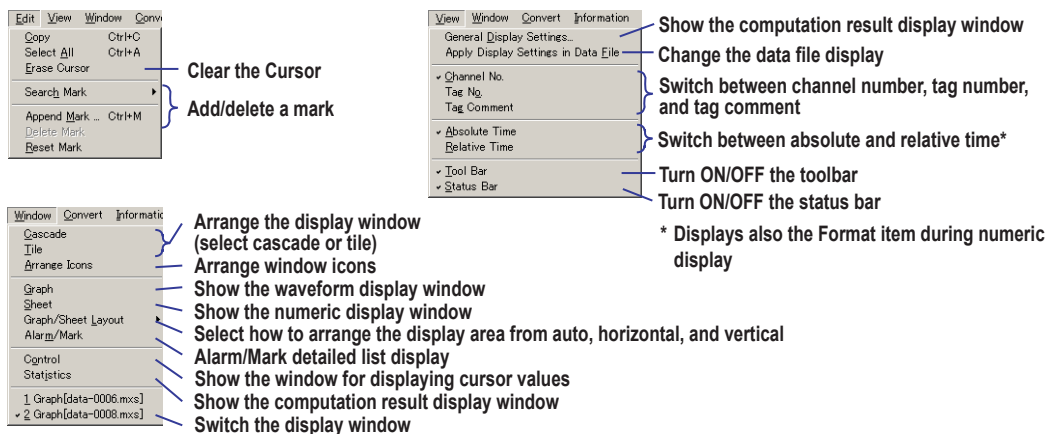 Edit View Window Conv
Copy Ctrl+C
Select All Ctrl+A
Erase Cursor
Search Mark
Append Mark ... Ctrl+M
Delete Mark
Reset Mark
Clear the Cursor
Add/delete a mark
View Window Convert Information
General Display Settings...
Apply Display Settings in Data File
Channel No.
Tag No.
Tag Comment
Absolute Time
Relative Time
Tool Bar
Status Bar
Show the computation result display window
Change the data file display
Switch between channel number, tag number,
and tag comment
Switch between absolute and relative time*
Turn ON/OFF the toolbar
Turn ON/OFF the status bar
* Displays also the Format item during numeric
display
Window Convert Informatic
Cascade
Tile
Arrange Icons
Graph
Sheet
Graph/Sheet Layout
Alarm/Mark
Control
Statistics
1 Graph[data-0006.mxs]
2 Graph[data-0008.mxs]
Arrange the display window
(select cascade or tile)
Arrange window icons
Show the waveform display window
Show the numeric display window
Select how to arrange the display area from auto, horizontal, and vertical
Alarm/Mark detailed list display
Show the window for displaying cursor values
Show the computation result display window
Switch the display window